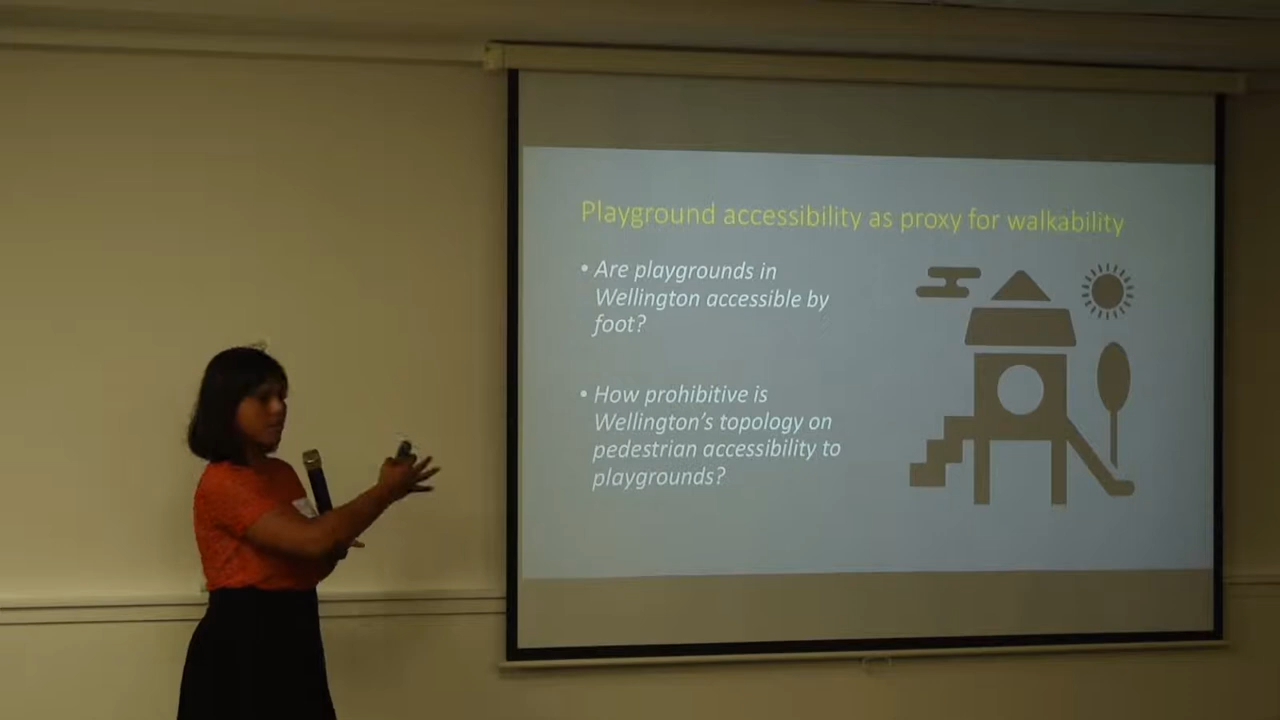 Playground accessibility as proxy for walkability
• Are playgrounds in
Wellington accessible by
foot?
• How prohibitive is
Wellington's topology on
pedestrian accessibility to
playgrounds?